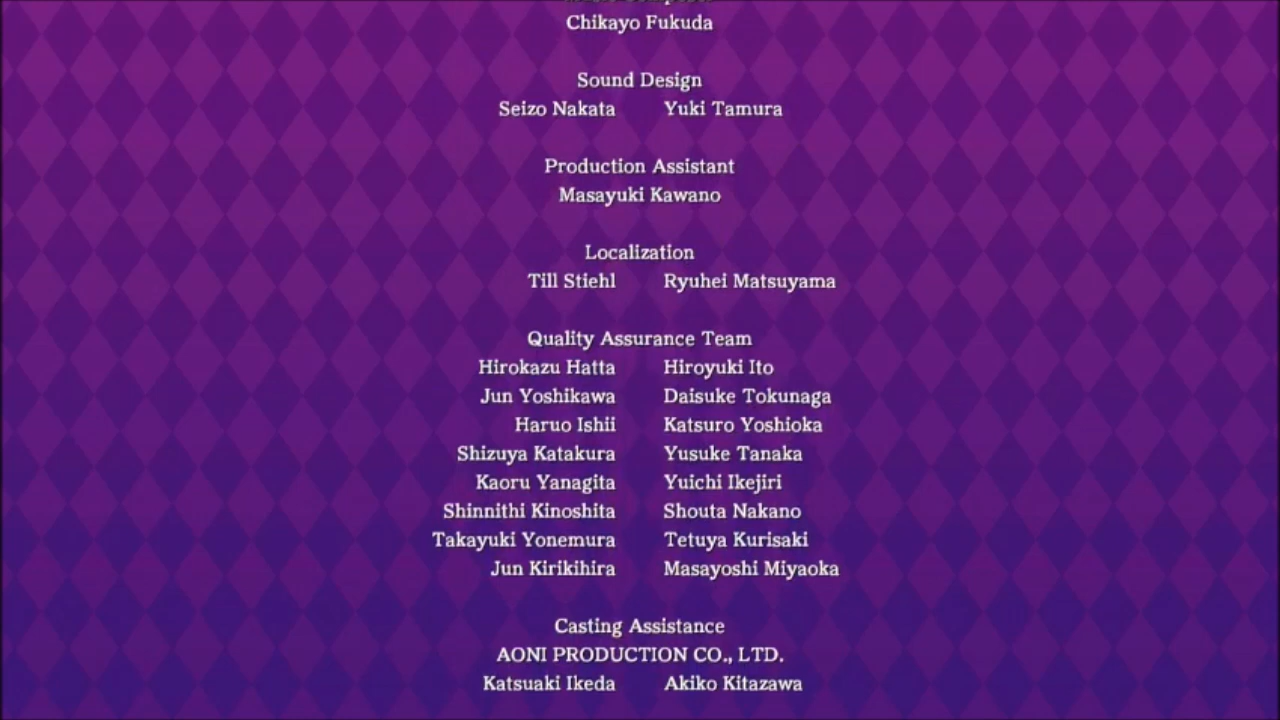 Chikayo Fukuda
Sound Design
Seizo Nakata Yuki Tamura
Production Assistant
Masayuki Kawano
Localization
Till Stiehl Ryuhei Matsuyama
Quality Assurance Team
Hirokazu Hatta Hiroyuki Ito
Jun Yoshikawa Daisuke Tokunaga
Haruo Ishii Katsuro Yoshioka
Shizuya Katakura Yusuke Tanaka
Kaoru Yanagita Yuichi Ikejiri
Shinnithi Kinoshita Shouta Nakano
Takayuki Yonemura Tetuya Kurisaki
Jun Kirikihira Masayoshi Miyaoka
Casting Assistance
AONI PRODUCTION CO., LTD.
Katsuaki Ikeda Akiko Kitazawa